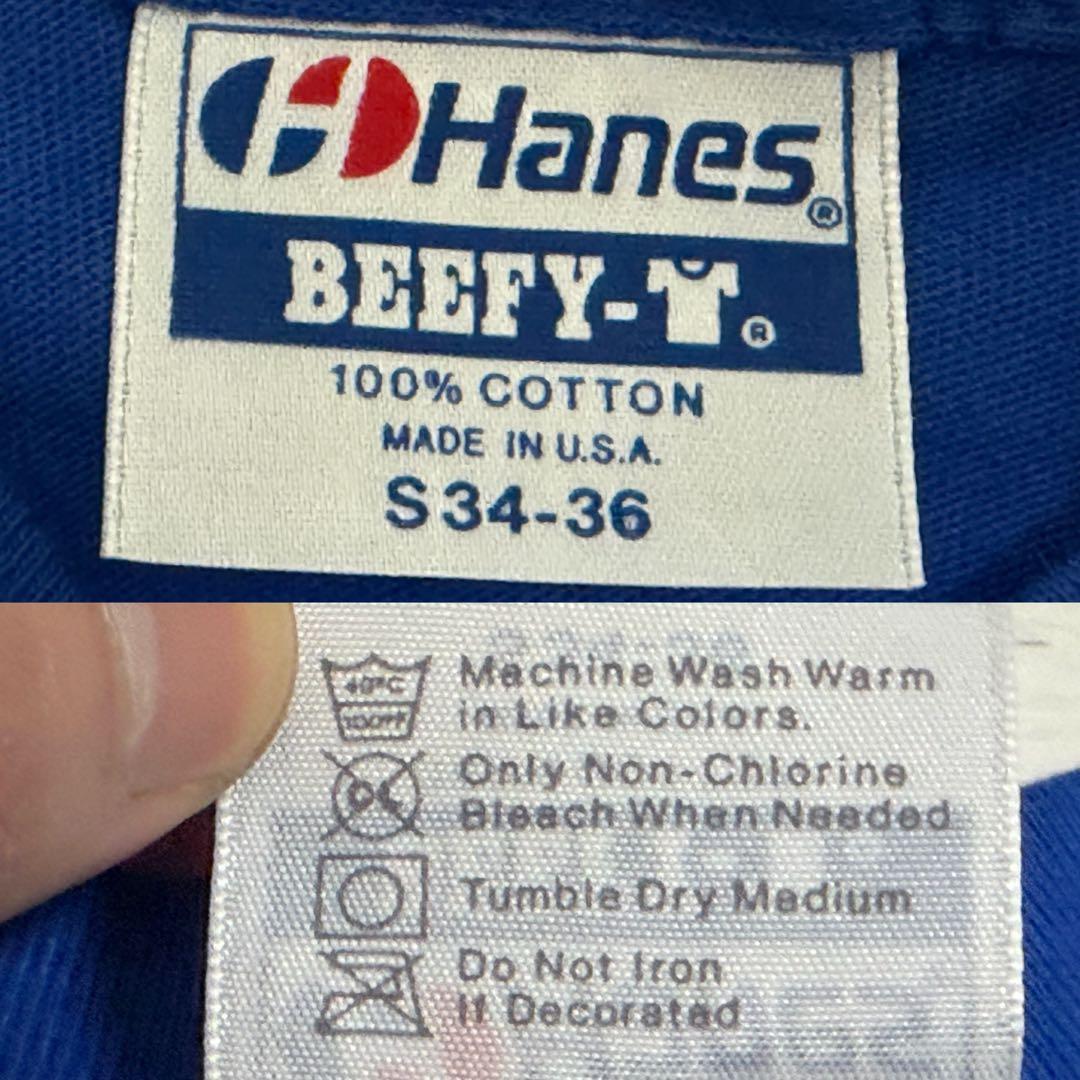 Hanes®
BEEFY-T®
100% COTTON
MADE IN U.S.A.
S 34-36
40°C
100°F
Machine Wash Warm
in Like Colors.
Only Non-Chlorine
Bleach When Needed
Tumble Dry Medium
Do Not Iron
If Decorated